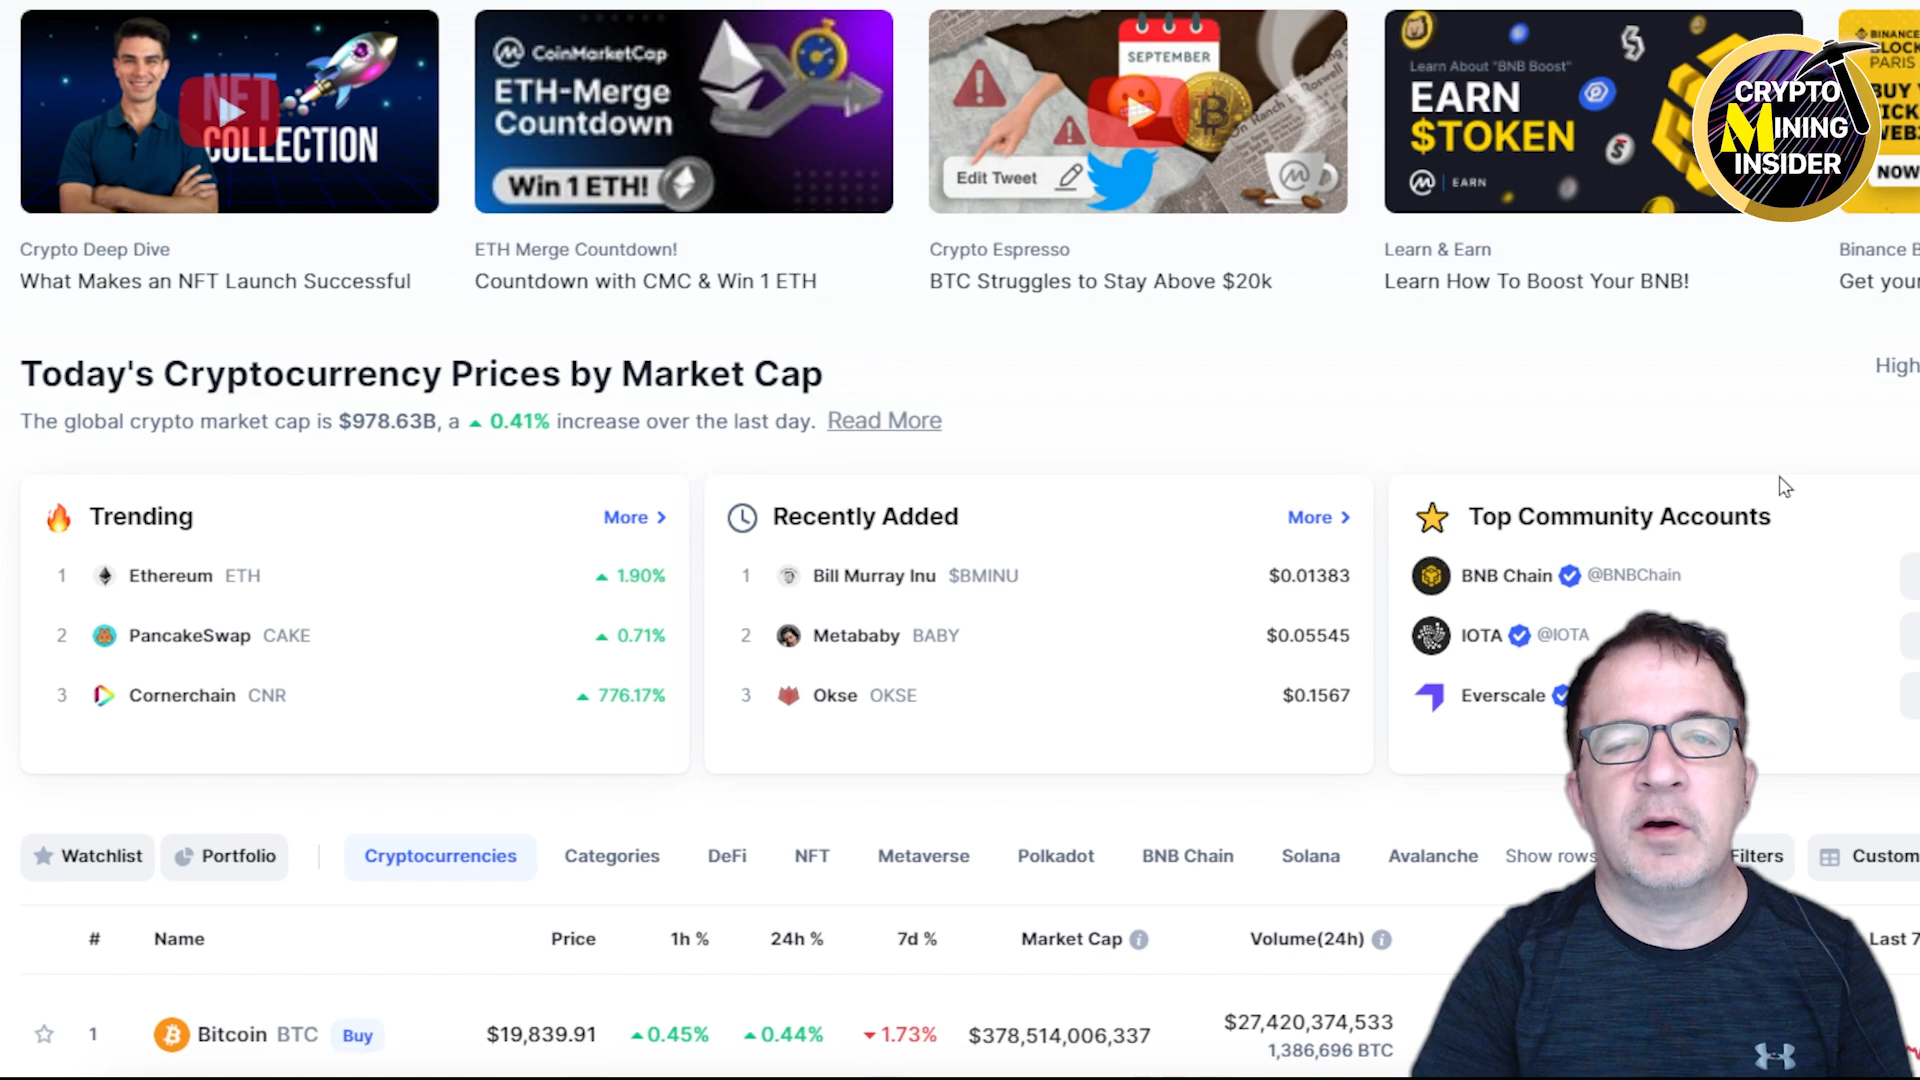 NFT
COLLECTION
CoinMarketCap
ETH-Merge
Countdown
Win 1 ETH!
SEPTEMBER
Edit Tweet
On Ranch
Roswell
Learn About "BNB Boost"
EARN
$TOKEN
EARN
CRYPTO
MINING
INSIDER
BINANCE
BLOCK
PARIS
BUY
NOW
Crypto Deep Dive
What Makes an NFT Launch Successful
ETH Merge Countdown!
Countdown with CMC & Win 1 ETH
Crypto Espresso
BTC Struggles to Stay Above $20k
Learn & Earn
Learn How To Boost Your BNB!
Binance B
Get your
Today's Cryptocurrency Prices by Market Cap
High
The global crypto market cap is $978.63B, a 0.41% increase over the last day. Read More
Trending
More
1 Ethereum ETH 1.90%
2 PancakeSwap CAKE 0.71%
3 Cornerchain CNR 776.17%
Recently Added
More
1 Bill Murray Inu $BMINU $0.01383
2 Metababy BABY $0.05545
3 Okse OKSE $0.1567
Top Community Accounts
BNB Chain @BNBChain
IOTA @IOTA
Everscale
Watchlist Portfolio Cryptocurrencies Categories DeFi NFT Metaverse Polkadot BNB Chain Solana Avalanche Show rows Filters Custom
# Name Price 1h % 24h % 7d % Market Cap Volume(24h) Last 7
1 Bitcoin BTC Buy $19,839.91 0.45% 0.44% 1.73% $378,514,006,337 $27,420,374,533
1,386,696 BTC